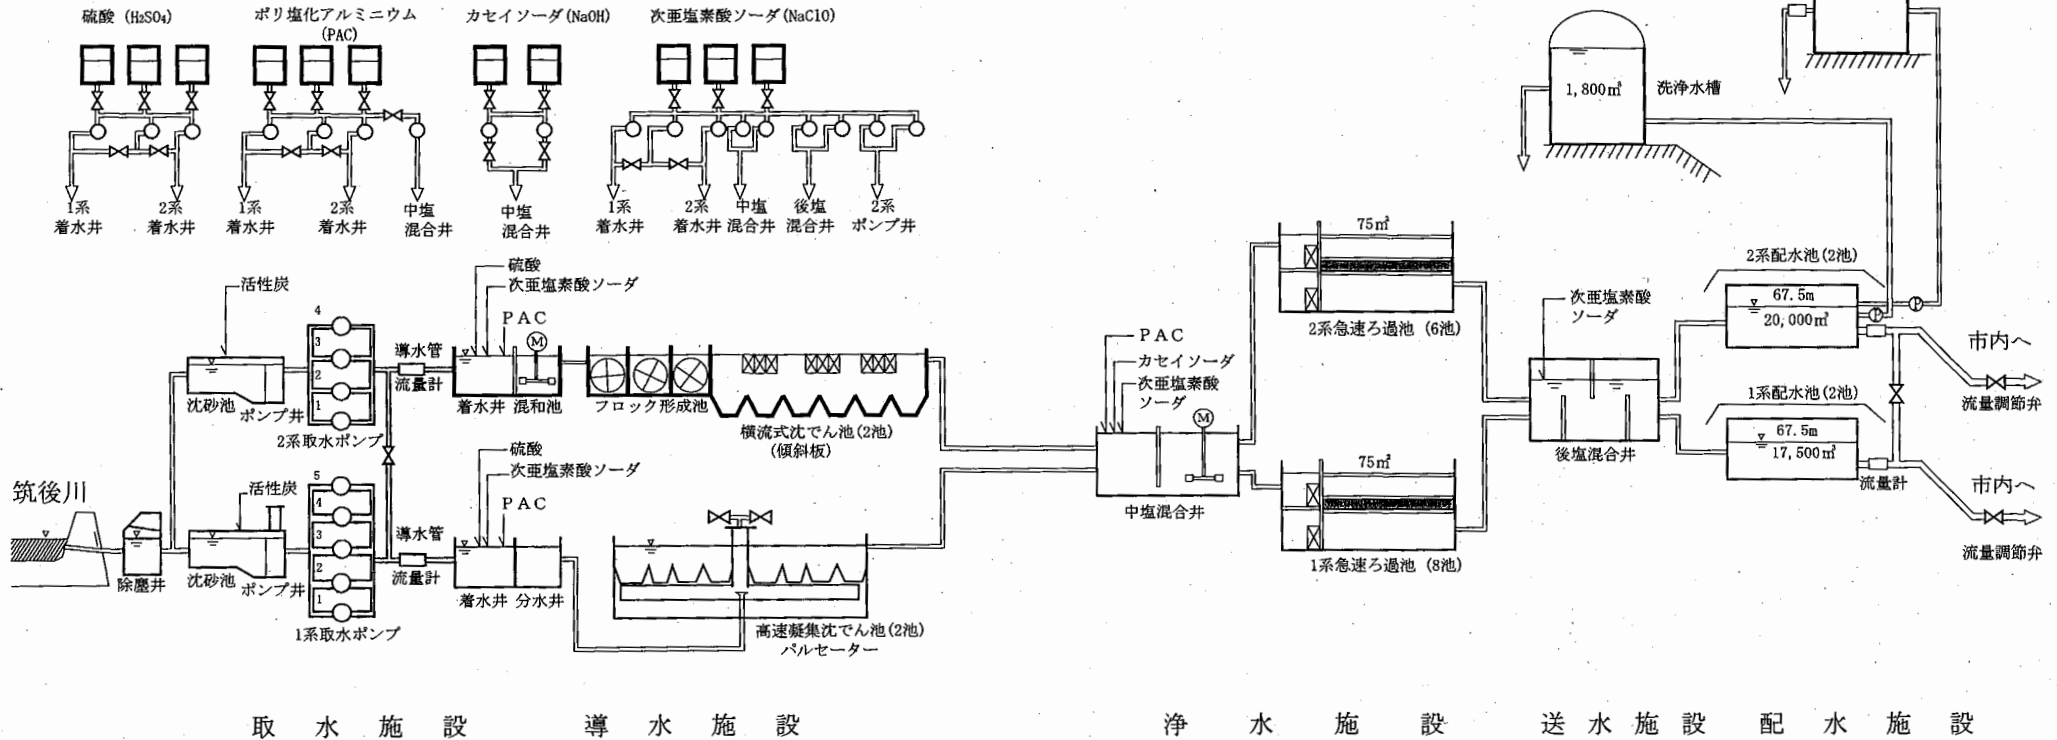 硫酸 (H₂SO₄)
ポリ塩化アルミニウム
(PAC)
カセイソーダ(NaOH)
次亜塩素酸ソーダ(NaClO)
1系
着水井
2系
着水井
1系
着水井
2系
着水井
中塩
混合井
中塩
混合井
1系
着水井
2系
着水井
中塩
混合井
後塩
混合井
2系
ポンプ井
1,800㎥
洗浄水槽
活性炭
沈砂池
ポンプ井
4
3
2
1
2系取水ポンプ
導水管
流量計
硫酸
次亜塩素酸ソーダ
PAC
M
着水井
混和池
フロック形成池
横流式沈でん池(2池)
(傾斜板)
筑後川
除塵井
活性炭
沈砂池
ポンプ井
5
4
3
2
1
1系取水ポンプ
導水管
流量計
硫酸
次亜塩素酸ソーダ
PAC
着水井
分水井
高速凝集沈でん池(2池)
パルセーター
PAC
カセイソーダ
次亜塩素酸
ソーダ
M
中塩混合井
75㎥
2系急速ろ過池 (6池)
75㎥
1系急速ろ過池 (8池)
次亜塩素酸
ソーダ
後塩混合井
2系配水池(2池)
67.5m
20,000㎥
P
P
市内へ
流量調節弁
1系配水池(2池)
67.5m
17,500㎥
流量計
市内へ
流量調節弁
取水施設
導水施設
浄水施設
送水施設
配水施設